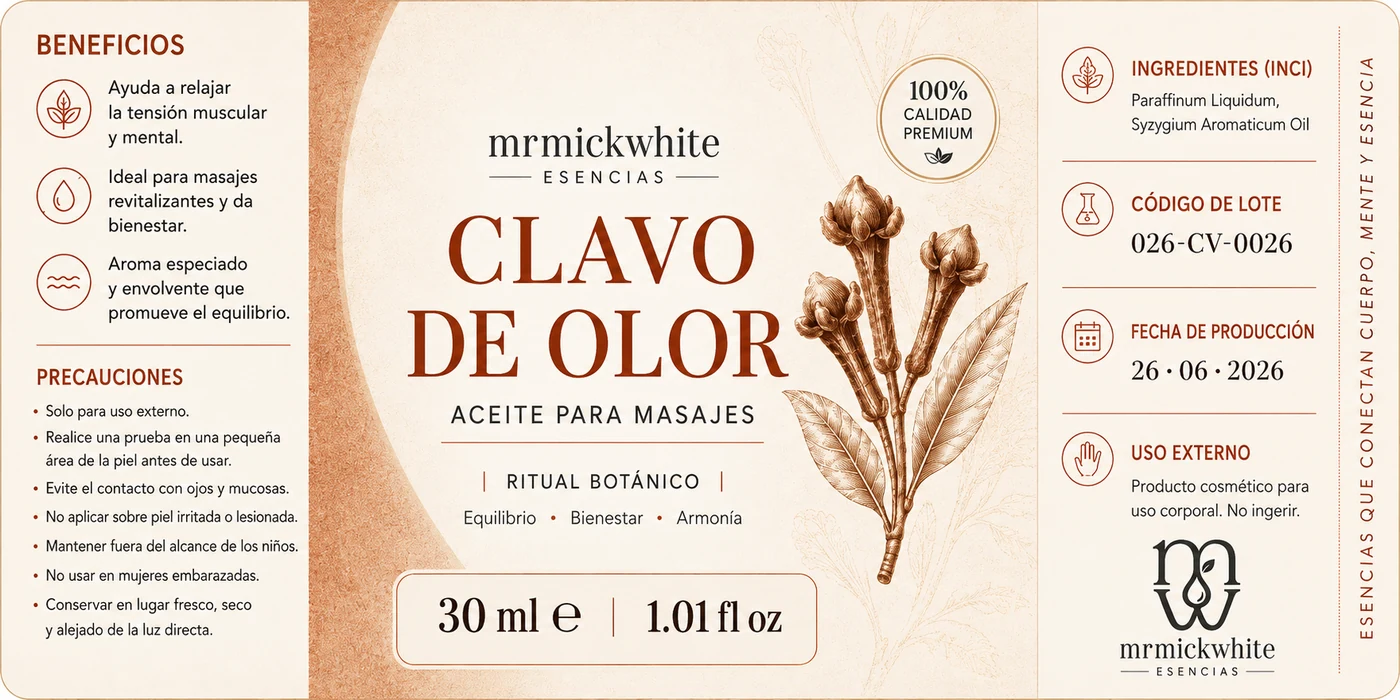 BENEFICIOS
Ayuda a relajar
la tensión muscular
y mental.
Ideal para masajes
revitalizantes y da
bienestar.
Aroma especiado
y envolvente que
promueve el equilibrio.
PRECAUCIONES
• Solo para uso externo.
• Realice una prueba en una pequeña
área de la piel antes de usar.
• Evite el contacto con ojos y mucosas.
• No aplicar sobre piel irritada o lesionada.
• Mantener fuera del alcance de los niños.
• No usar en mujeres embarazadas.
• Conservar en lugar fresco, seco
y alejado de la luz directa.
mrmickwhite
ESENCIAS
CLAVO
DE OLOR
ACEITE PARA MASAJES
| RITUAL BOTÁNICO |
Equilibrio • Bienestar • Armonía
30 ml ℮ | 1.01 fl oz
100%
CALIDAD
PREMIUM
INGREDIENTES (INCI)
Paraffinum Liquidum,
Syzygium Aromaticum Oil
CÓDIGO DE LOTE
026-CV-0026
FECHA DE PRODUCCIÓN
26 • 06 • 2026
USO EXTERNO
Producto cosmético para
uso corporal. No ingerir.
mrmickwhite
ESENCIAS
ESENCIAS QUE CONECTAN CUERPO, MENTE Y ESENCIA